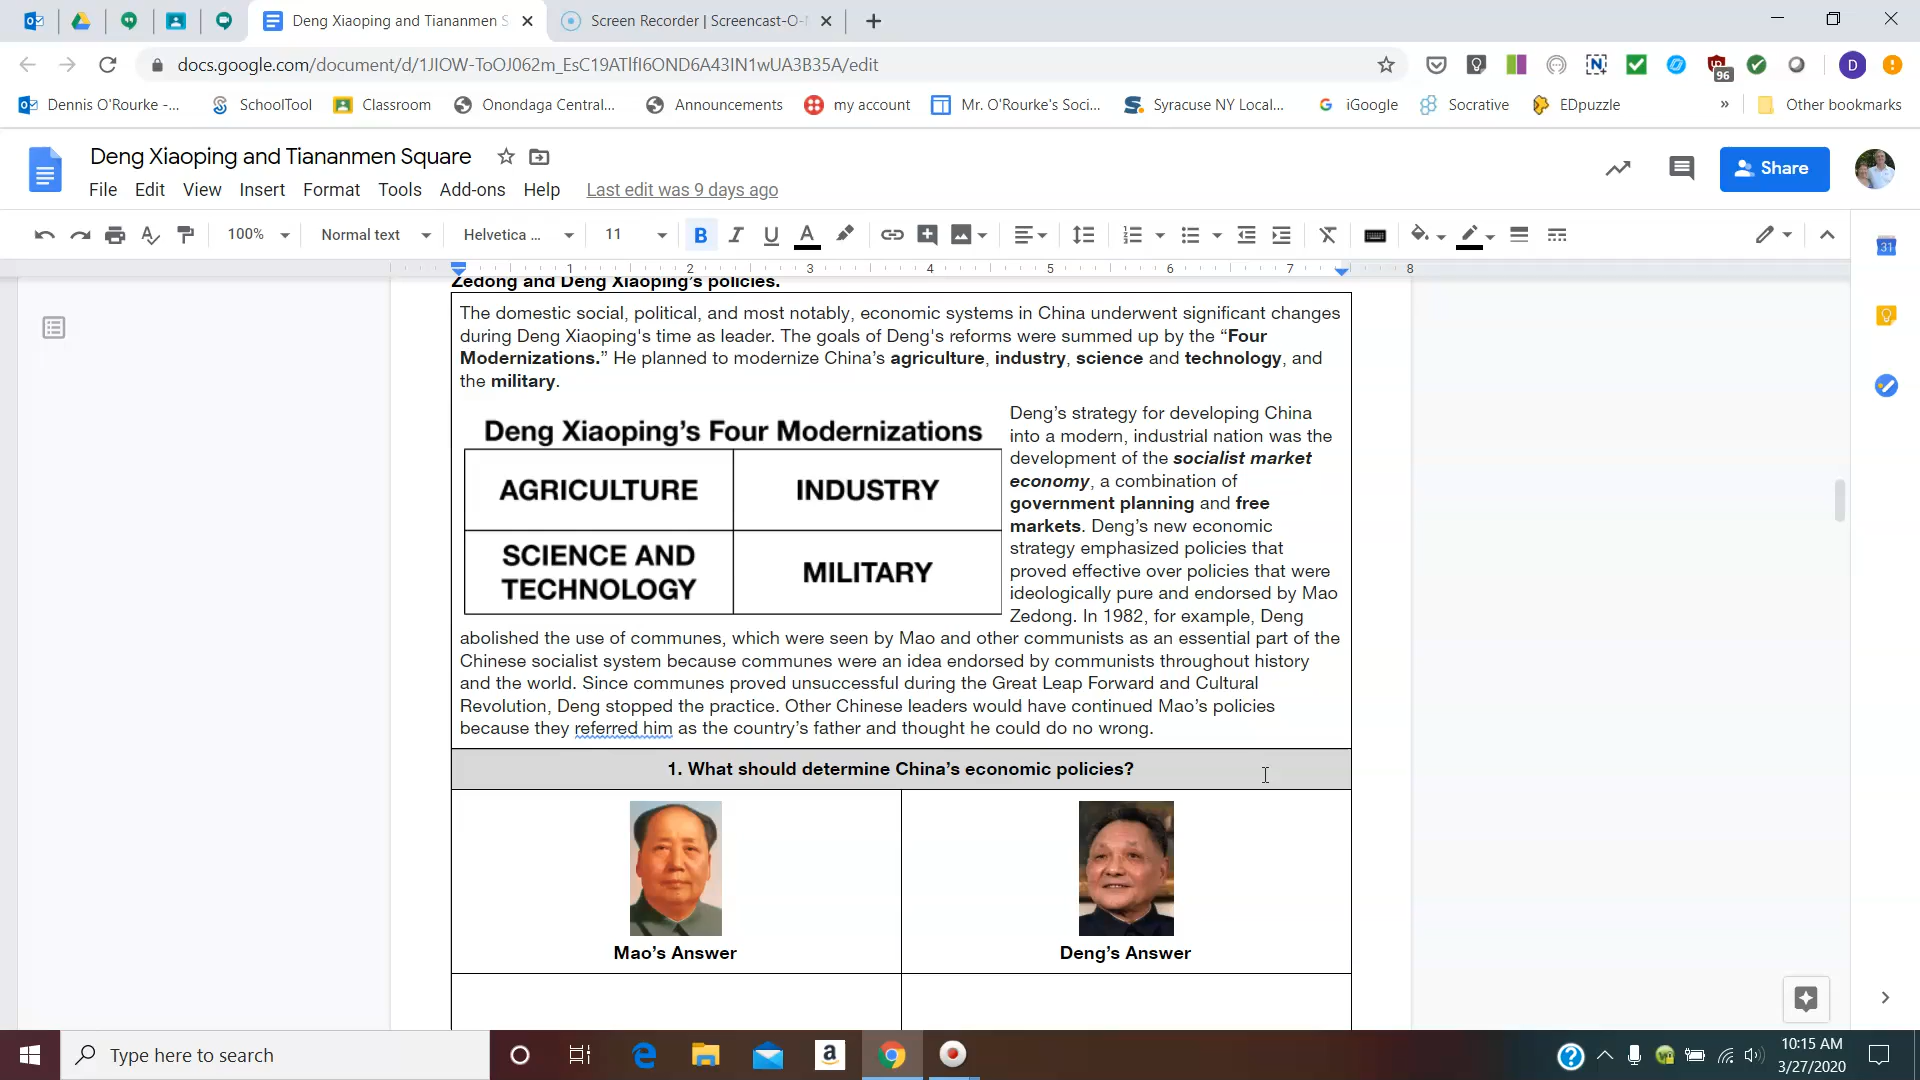 Deng Xiaoping and Tiananmen S
Screen Recorder | Screencast-O-
docs.google.com/document/d/1JIOW-ToOJ062m_EsC19ATlfI6OND6A43IN1wUA3B35A/edit
96
D
Dennis O'Rourke -...
SchoolTool
Classroom
Onondaga Central...
Announcements
my account
Mr. O'Rourke's Soci...
Syracuse NY Local...
iGoogle
Socrative
EDpuzzle
»
Other bookmarks
Deng Xiaoping and Tiananmen Square
File Edit View Insert Format Tools Add-ons Help Last edit was 9 days ago
Share
100% Normal text Helvetica ... 11 B I U A
31
1 2 3 4 5 6 7 8
Zedong and Deng Xiaoping's policies.
The domestic social, political, and most notably, economic systems in China underwent significant changes
during Deng Xiaoping's time as leader. The goals of Deng's reforms were summed up by the “Four
Modernizations.” He planned to modernize China’s agriculture, industry, science and technology, and
the military.
Deng Xiaoping’s Four Modernizations
AGRICULTURE
INDUSTRY
SCIENCE AND
TECHNOLOGY
MILITARY
Deng’s strategy for developing China
into a modern, industrial nation was the
development of the socialist market
economy, a combination of
government planning and free
markets. Deng’s new economic
strategy emphasized policies that
proved effective over policies that were
ideologically pure and endorsed by Mao
Zedong. In 1982, for example, Deng
abolished the use of communes, which were seen by Mao and other communists as an essential part of the
Chinese socialist system because communes were an idea endorsed by communists throughout history
and the world. Since communes proved unsuccessful during the Great Leap Forward and Cultural
Revolution, Deng stopped the practice. Other Chinese leaders would have continued Mao’s policies
because they referred him as the country’s father and thought he could do no wrong.
1. What should determine China’s economic policies?
Mao’s Answer
Deng’s Answer
Type here to search
10:15 AM
3/27/2020